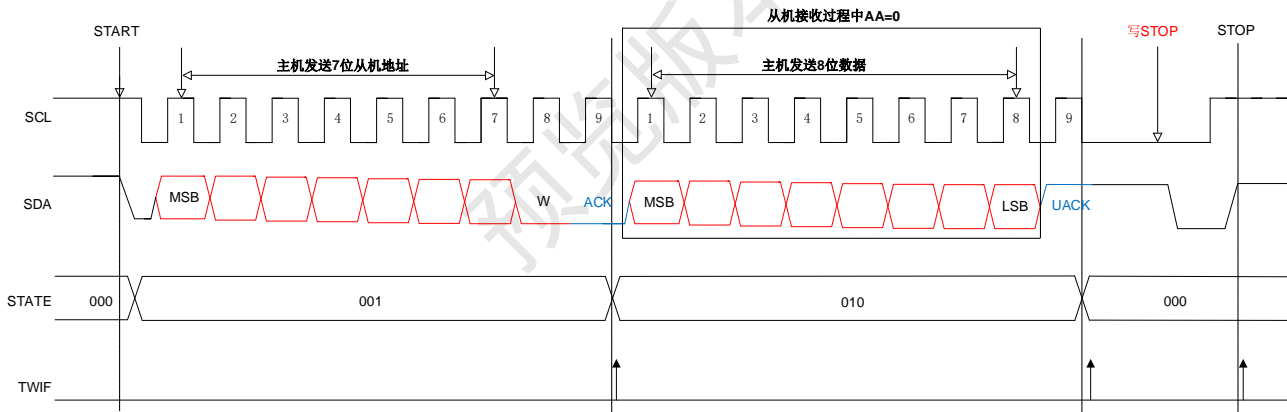 从机接收过程中AA=0
START
写STOP
STOP
主机发送7位从机地址
主机发送8位数据
SCL
1 2 3 4 5 6 7 8 9 1 2 3 4 5 6 7 8 9
SDA
MSB W ACK MSB LSB UACK
STATE 000 001 010 000
TWIF
预览版